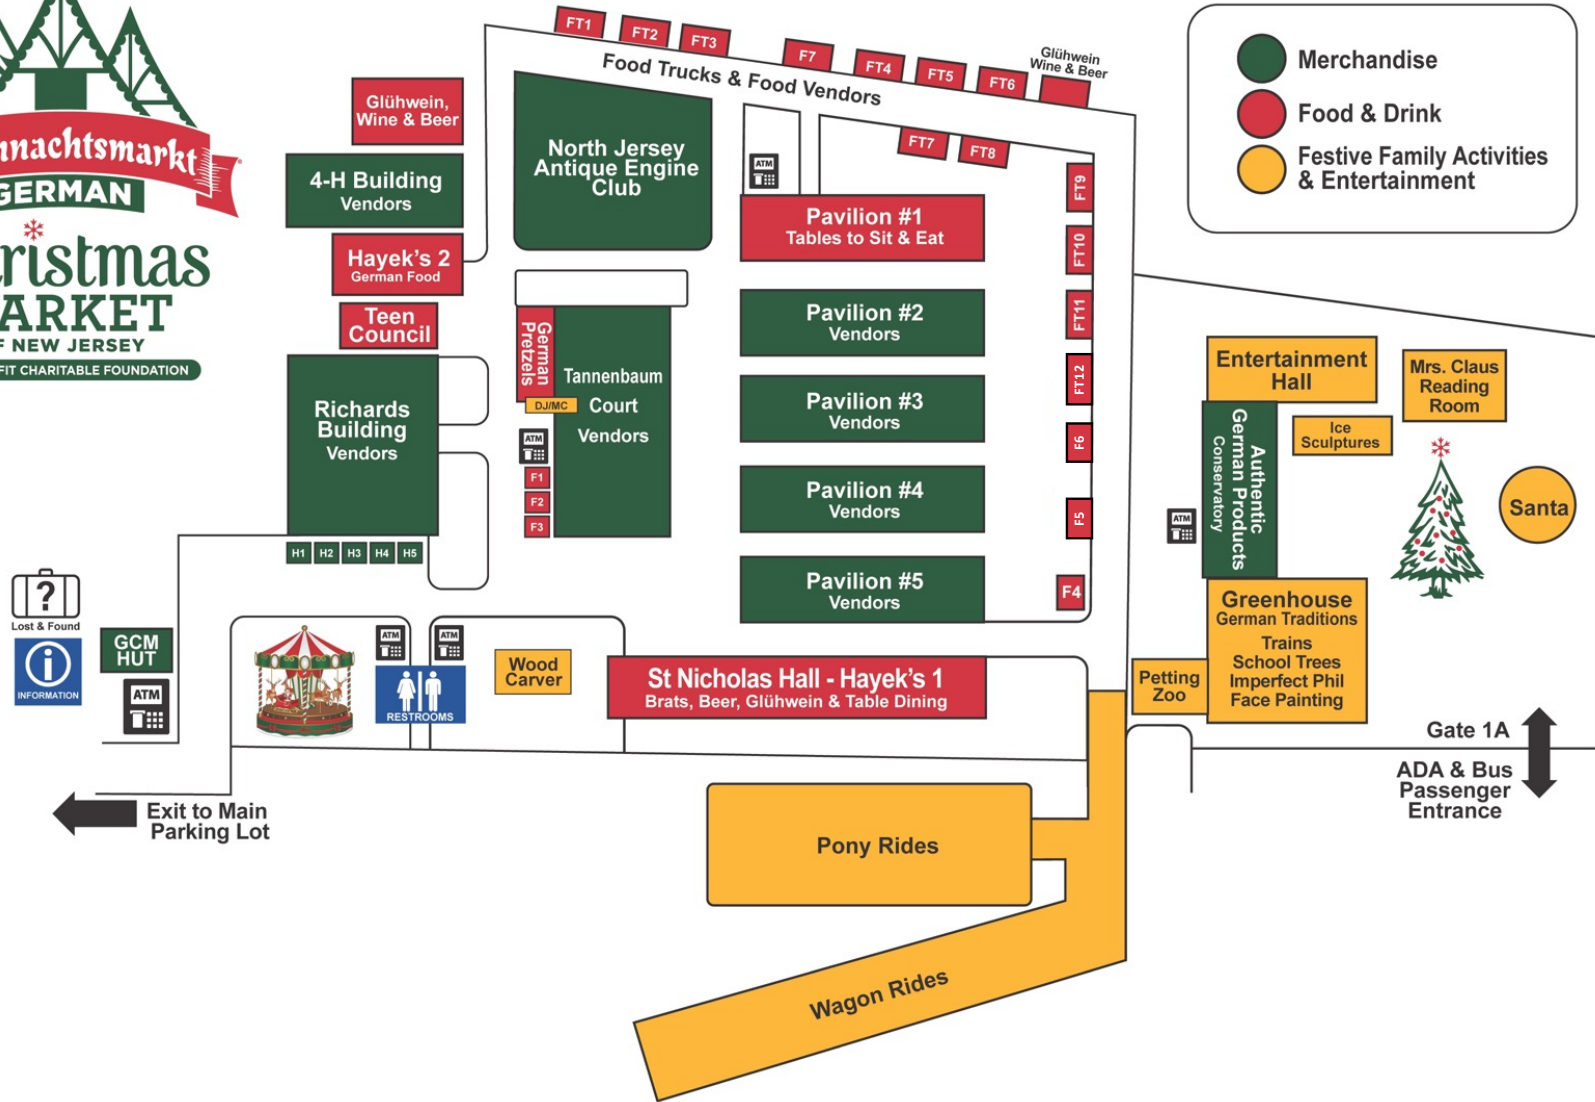 GERMAN
MARKET
OF NEW JERSEY
CHARITABLE FOUNDATION
FT1
FT2
FT3
F7
FT4
FT5
FT6
Glühwein
Wine & Beer
Food Trucks & Food Vendors
FT7
FT8
FT9
FT10
FT11
FT12
F6
F5
F4
Merchandise
Food & Drink
Festive Family Activities
& Entertainment
Glühwein,
Wine & Beer
4-H Building
Vendors
Hayek's 2
German Food
Teen
Council
Richards
Building
Vendors
H1
H2
H3
H4
H5
North Jersey
Antique Engine
Club
German
Pretzels
DJ/MC
Tannenbaum
Court
Vendors
ATM
F1
F2
F3
ATM
Pavilion #1
Tables to Sit & Eat
Pavilion #2
Vendors
Pavilion #3
Vendors
Pavilion #4
Vendors
Pavilion #5
Vendors
Entertainment
Hall
Mrs. Claus
Reading
Room
Ice
Sculptures
Authentic
German Products
Conservatory
ATM
Santa
Greenhouse
German Traditions
Trains
School Trees
Imperfect Phil
Face Painting
Petting
Zoo
Gate 1A
ADA & Bus
Passenger
Entrance
?
Lost & Found
i
INFORMATION
GCM
HUT
ATM
ATM
ATM
RESTROOMS
Wood
Carver
St Nicholas Hall - Hayek's 1
Brats, Beer, Glühwein & Table Dining
Exit to Main
Parking Lot
Pony Rides
Wagon Rides